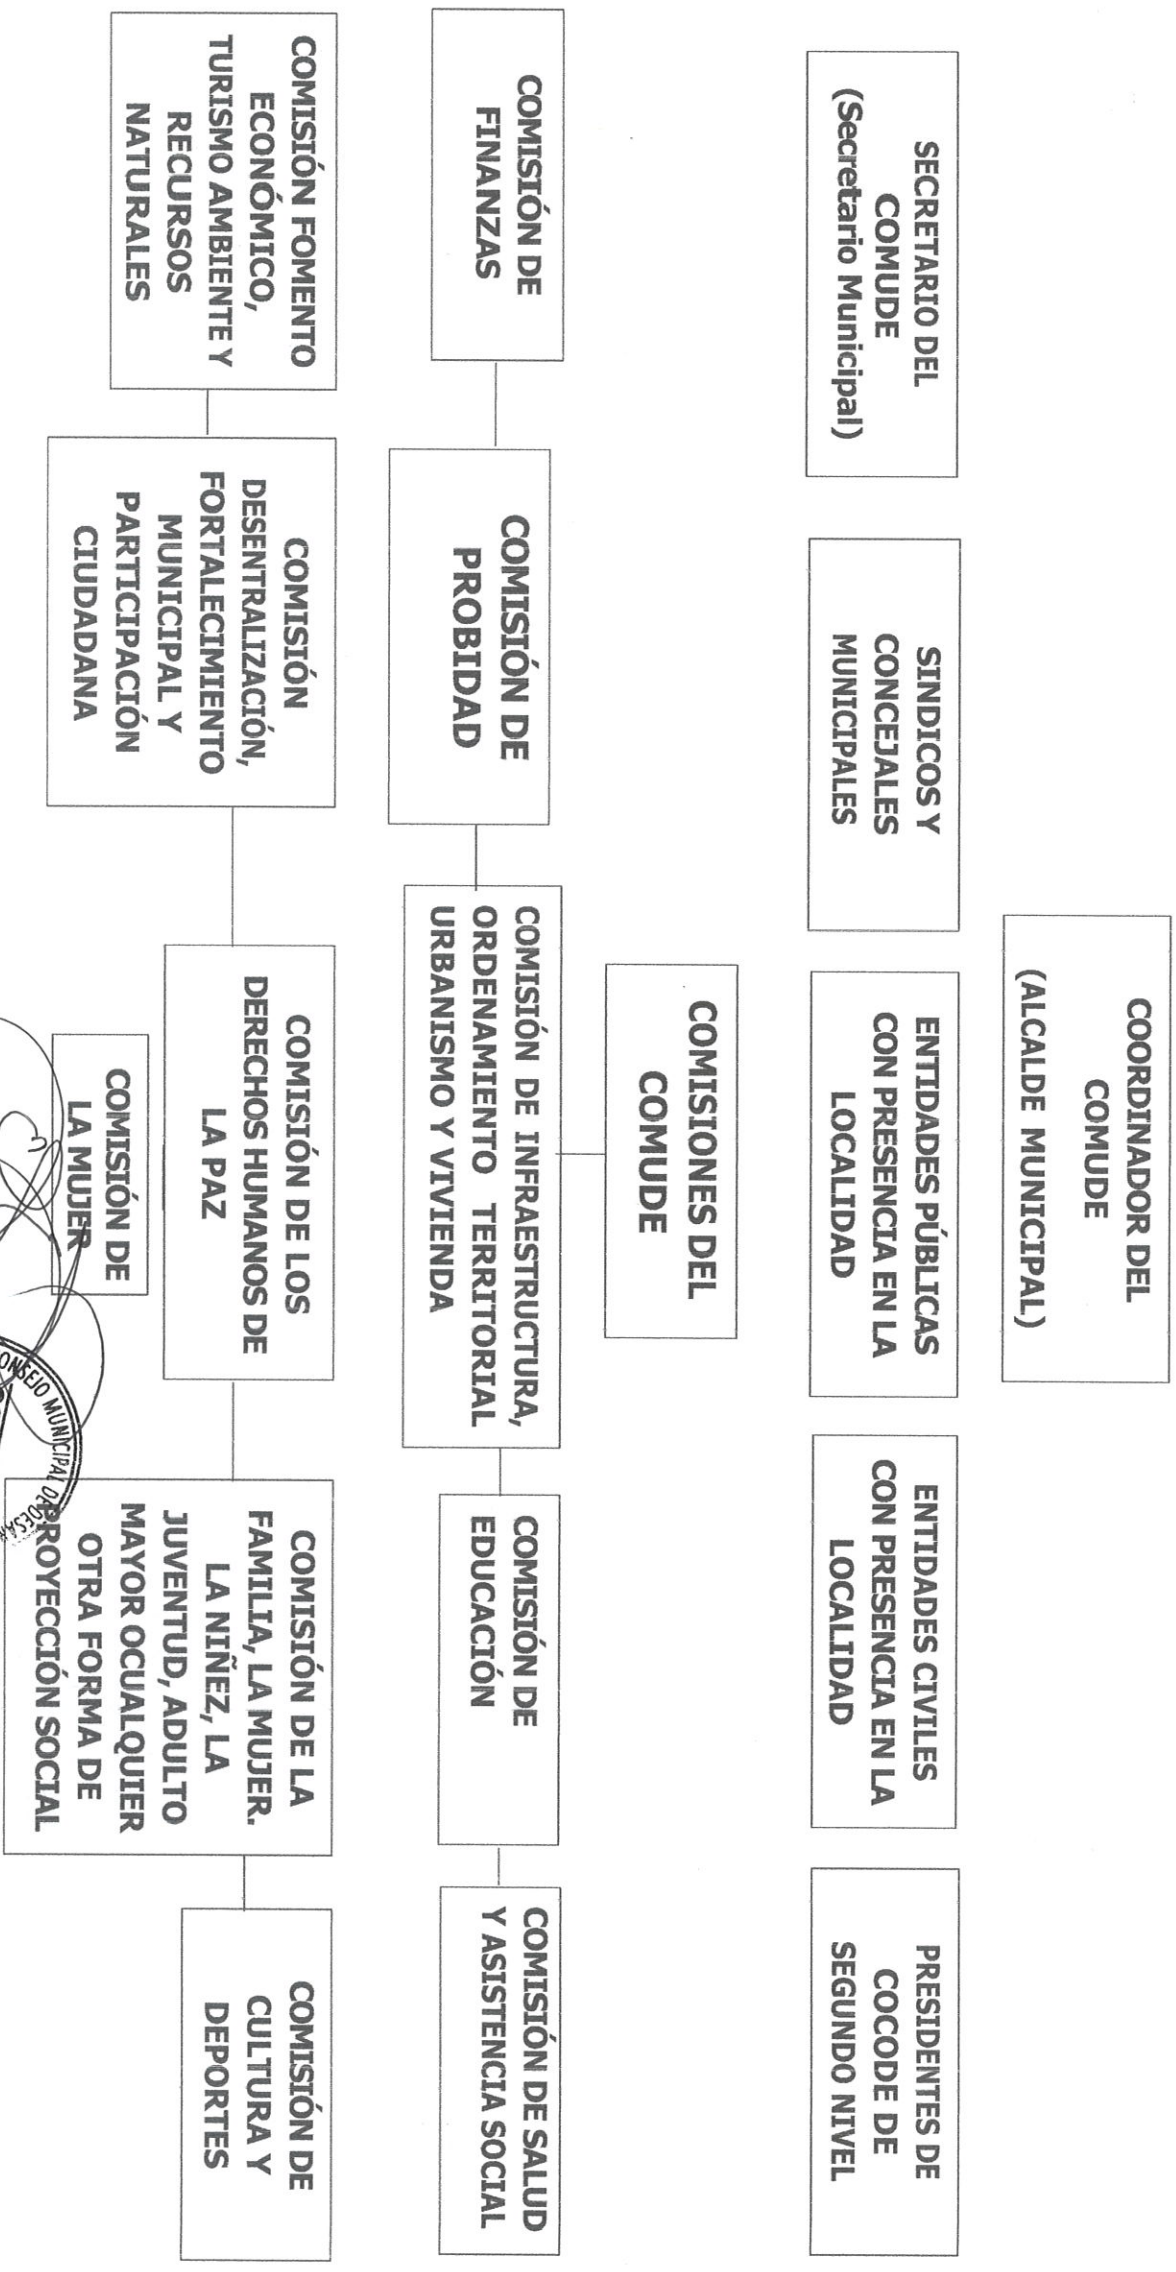 COORDINADOR DEL
COMUDE
(ALCALDE MUNICIPAL)
SECRETARIO DEL
COMUDE
(Secretario Municipal)
SINDICOS Y
CONCEJALES
MUNICIPALES
ENTIDADES PÚBLICAS
CON PRESENCIA EN LA
LOCALIDAD
ENTIDADES CIVILES
CON PRESENCIA EN LA
LOCALIDAD
PRESIDENTES DE
COCODE DE
SEGUNDO NIVEL
COMISIONES DEL
COMUDE
COMISIÓN DE
FINANZAS
COMISIÓN DE
PROBIDAD
COMISIÓN DE INFRAESTRUCTURA,
ORDENAMIENTO TERRITORIAL
URBANISMO Y VIVIENDA
COMISIÓN DE
EDUCACIÓN
COMISIÓN DE SALUD
Y ASISTENCIA SOCIAL
COMISIÓN FOMENTO
ECONÓMICO,
TURISMO AMBIENTE Y
RECURSOS
NATURALES
COMISIÓN
DESENTRALIZACIÓN,
FORTALECIMIENTO
MUNICIPAL Y
PARTICIPACIÓN
CIUDADANA
COMISIÓN DE LOS
DERECHOS HUMANOS DE
LA PAZ
COMISIÓN DE LA
FAMILIA, LA MUJER.
LA NIÑEZ, LA
JUVENTUD, ADULTO
MAYOR OCUALQUIER
OTRA FORMA DE
PROYECCIÓN SOCIAL
COMISIÓN DE
CULTURA Y
DEPORTES
COMISIÓN DE
LA MUJER
MUNICIPAL DE